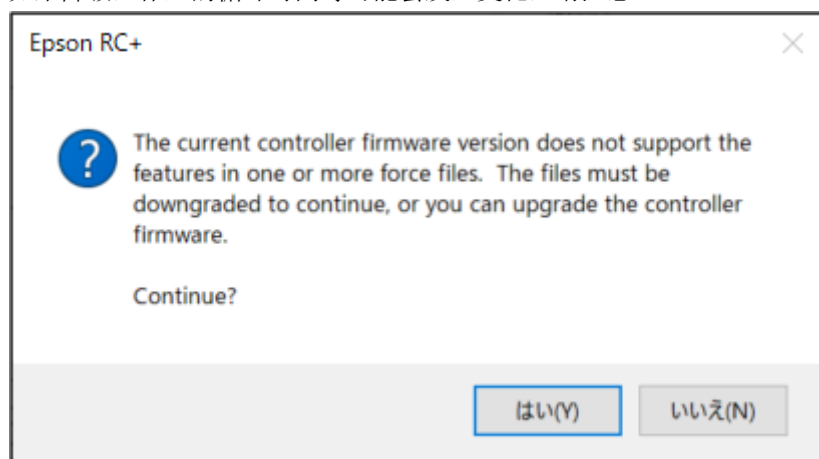 Epson RC+
The current controller firmware version does not support the
features in one or more force files.  The files must be
downgraded to continue, or you can upgrade the controller
firmware.
Continue?
はい(Y)
いいえ(N)